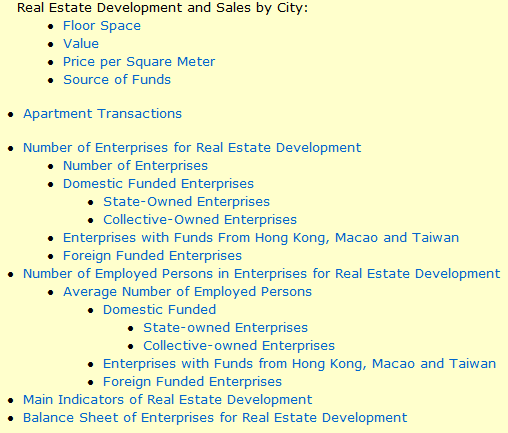 Real Estate Development and Sales by City:
Floor Space
Value
Price per Square Meter
Source of Funds
Apartment Transactions
Number of Enterprises for Real Estate Development
Number of Enterprises
Domestic Funded Enterprises
State-Owned Enterprises
Collective-Owned Enterprises
Enterprises with Funds From Hong Kong, Macao and Taiwan
Foreign Funded Enterprises
Number of Employed Persons in Enterprises for Real Estate Development
Average Number of Employed Persons
Domestic Funded
State-owned Enterprises
Collective-owned Enterprises
Enterprises with Funds from Hong Kong, Macao and Taiwan
Foreign Funded Enterprises
Main Indicators of Real Estate Development
Balance Sheet of Enterprises for Real Estate Development